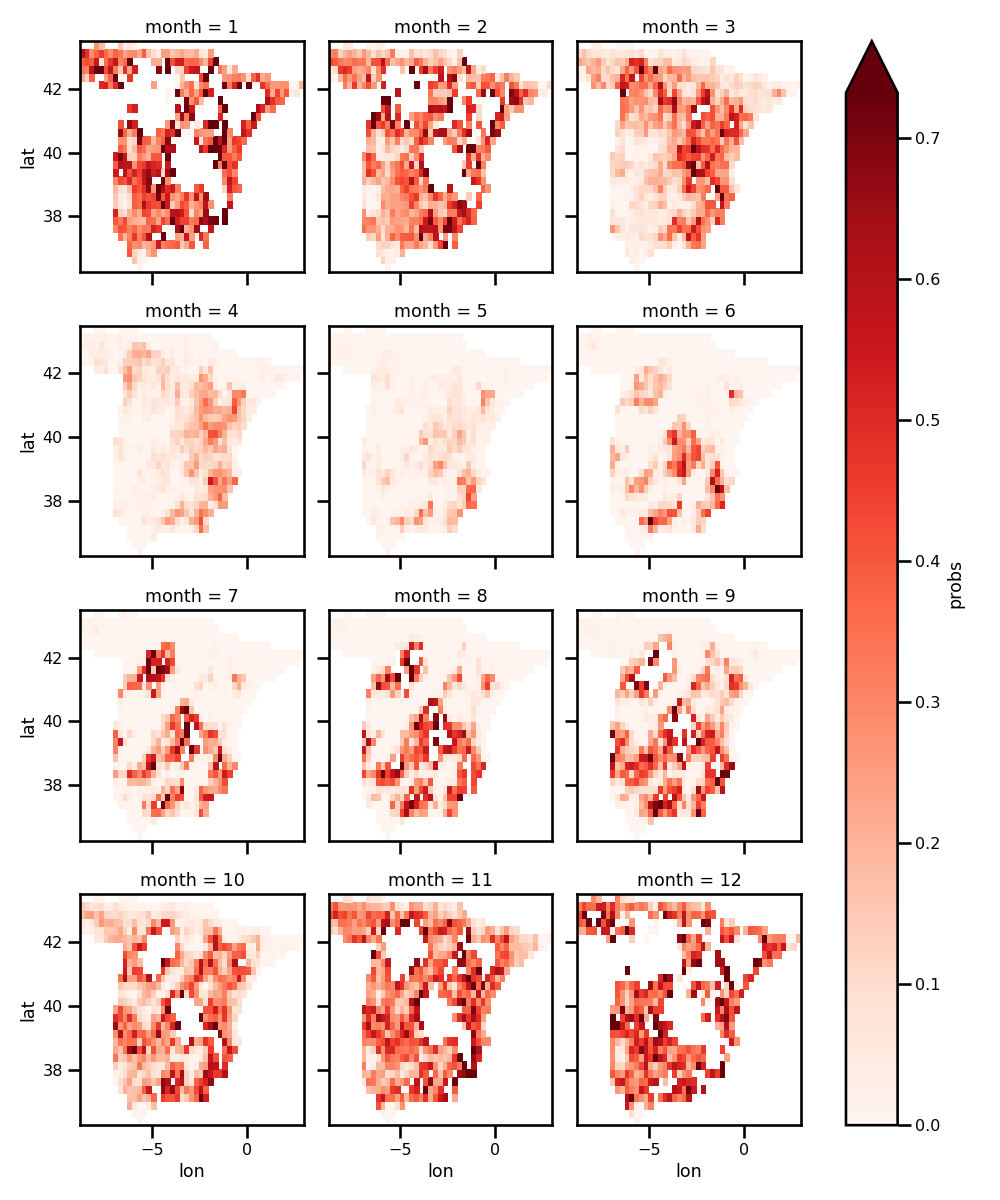 month = 1
month = 2
month = 3
lat
42
40
38
0.7
0.6
month = 4
month = 5
month = 6
lat
42
40
38
0.5
0.4
probs
month = 7
month = 8
month = 9
lat
42
40
38
0.3
0.2
month = 10
month = 11
month = 12
lat
42
40
38
0.1
0.0
−5
0
−5
0
−5
0
lon
lon
lon